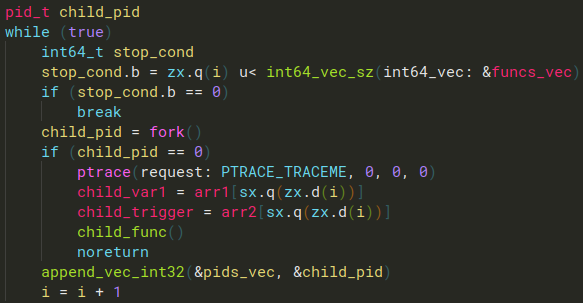 pid_t child_pid
while (true)
    int64_t stop_cond
    stop_cond.b = zx.q(i) u< int64_vec_sz(int64_vec: &funcs_vec)
    if (stop_cond.b == 0)
        break
    child_pid = fork()
    if (child_pid == 0)
        ptrace(request: PTRACE_TRACEME, 0, 0, 0)
        child_var1 = arr1[sx.q(zx.d(i))]
        child_trigger = arr2[sx.q(zx.d(i))]
        child_func()
        noreturn
    append_vec_int32(&pids_vec, &child_pid)
    i = i + 1